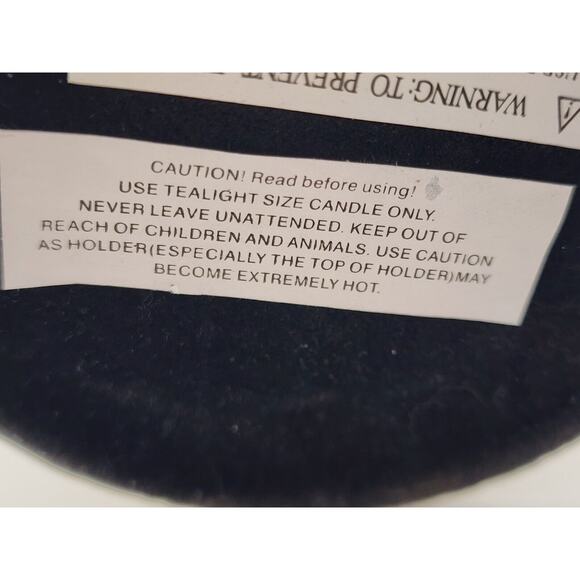 WARNING: TO PREVENT
CAUTION! Read before using!
USE TEALIGHT SIZE CANDLE ONLY.
NEVER LEAVE UNATTENDED. KEEP OUT OF
REACH OF CHILDREN AND ANIMALS. USE CAUTION
AS HOLDER(ESPECIALLY THE TOP OF HOLDER)MAY
BECOME EXTREMELY HOT.